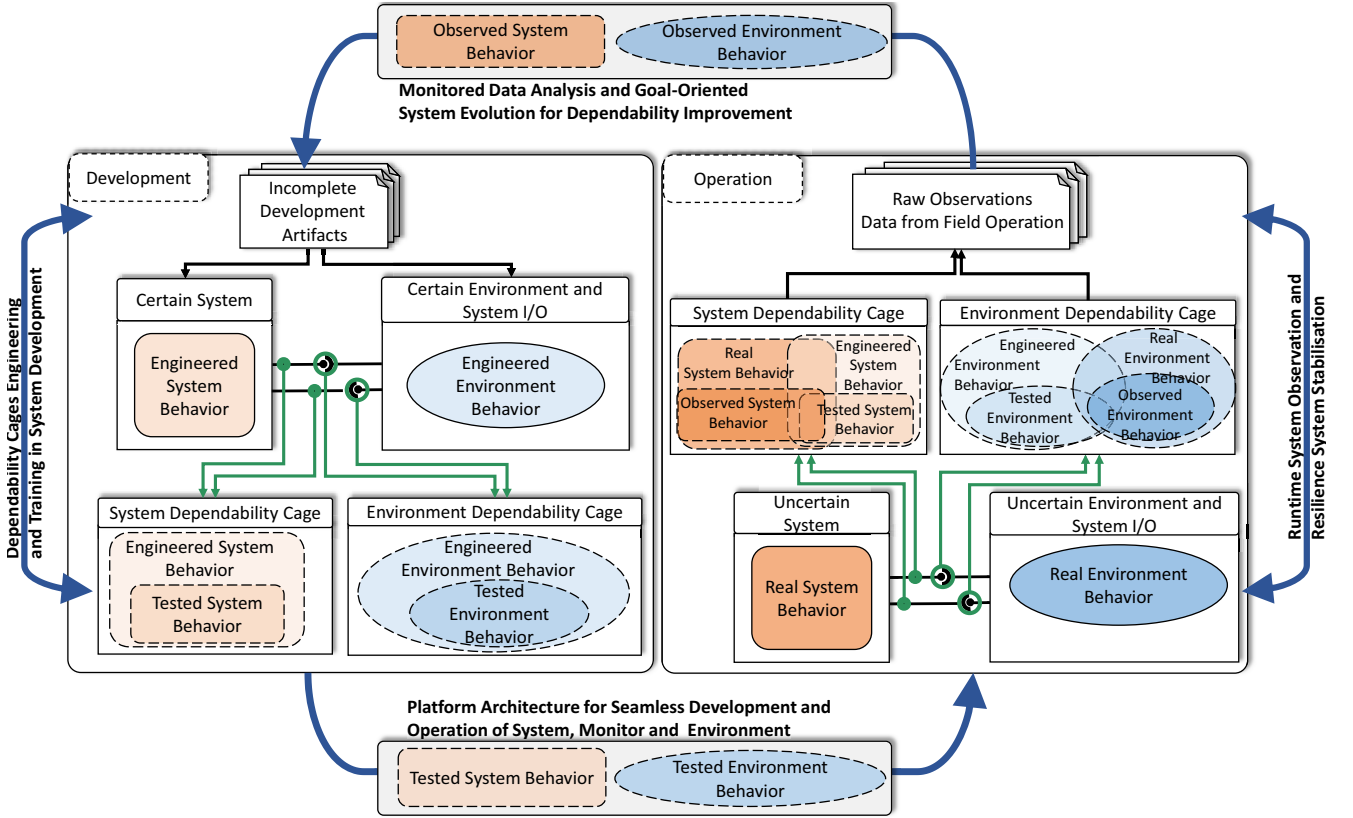 Observed System
Behavior
Observed Environment
Behavior
Monitored Data Analysis and Goal-Oriented
System Evolution for Dependability Improvement
Dependability Cages Engineering
and Training in System Development
Development
Incomplete
Development
Artifacts
Certain System
Engineered
System
Behavior
Certain Environment and
System I/O
Engineered
Environment
Behavior
System Dependability Cage
Engineered System
Behavior
Tested System
Behavior
Environment Dependability Cage
Engineered
Environment Behavior
Tested
Environment
Behavior
Operation
Raw Observations
Data from Field Operation
System Dependability Cage
Real
System Behavior
Engineered
System
Behavior
Observed System
Behavior
Tested System
Behavior
Environment Dependability Cage
Engineered
Environment
Behavior
Real
Environment
Behavior
Tested
Environment
Behavior
Observed
Environment
Behavior
Uncertain
System
Real System
Behavior
Uncertain Environment and
System I/O
Real Environment
Behavior
Runtime System Observation and
Resilience System Stabilisation
Platform Architecture for Seamless Development and
Operation of System, Monitor and Environment
Tested System Behavior
Tested Environment
Behavior